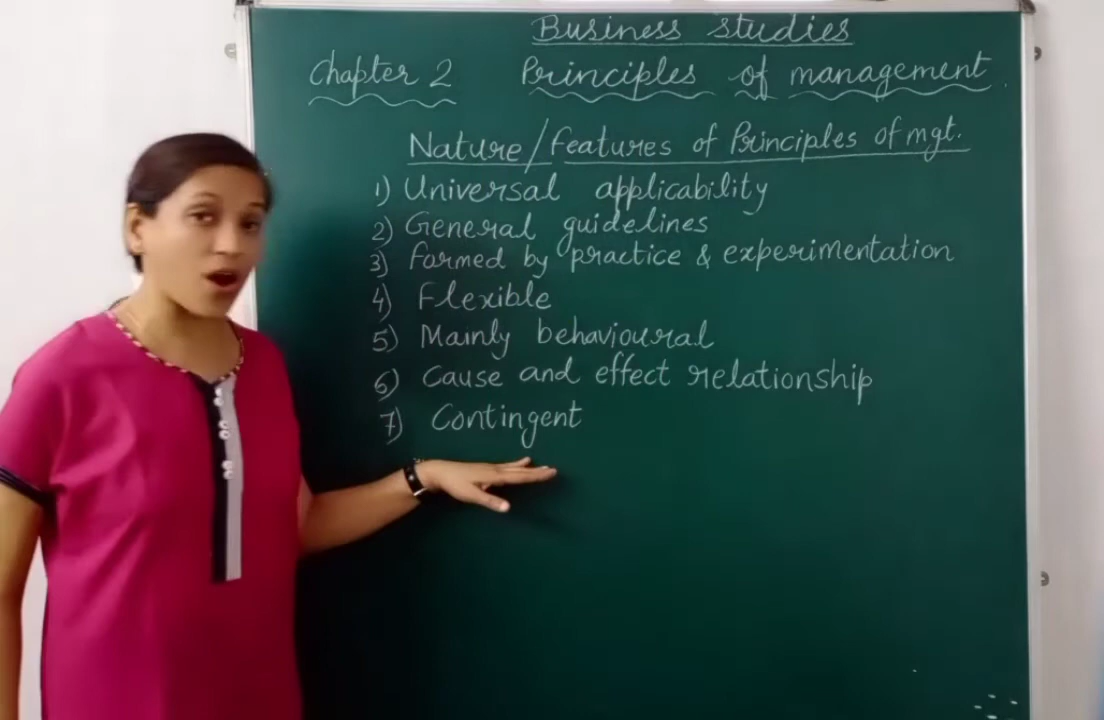 Business studies
Chapter 2 Principles of management
Nature/Features of Principles of mgt.
1) Universal applicability
2) General guidelines
3) Formed by practice & experimentation
4) Flexible
5) Mainly behavioural
6) Cause and effect relationship
7) Contingent